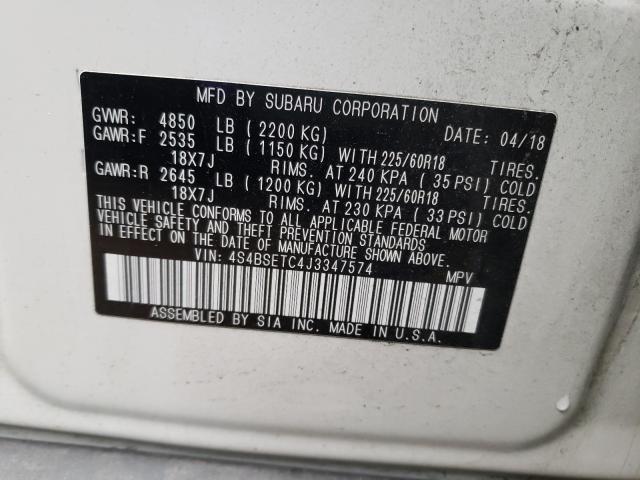 MFD BY SUBARU CORPORATION
GVWR: 4850 LB (2200 KG) DATE: 04/18
GAWR:F 2535 LB (1150 KG) WITH 225/60R18 TIRES.
18X7J RIMS. AT 240 KPA ( 35 PSI) COLD
GAWR:R 2645 LB (1200 KG) WITH 225/60R18 TIRES.
18X7J RIMS. AT 230 KPA ( 33 PSI) COLD
THIS VEHICLE CONFORMS TO ALL APPLICABLE FEDERAL MOTOR
VEHICLE SAFETY AND THEFT PREVENTION STANDARDS
IN EFFECT ON THE DATE OF MANUFACTURE SHOWN ABOVE.
VIN: 4S4BSETC4J3347574 MPV
ASSEMBLED BY SIA INC. MADE IN U.S.A.